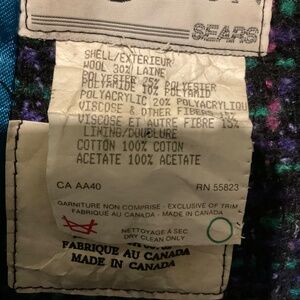 SEARS
SHELL/EXTERIEUR
WOOL 30% LAINE
POLYESTER 25% POLYESTER
POLYAMIDE 10% POLYAMID
POLYACRYLIC 20% POLYACRYLIQU
VISCOSE & OTHER FIBERS 15%
VISCOSE ET AUTRE FIBRE 15%
LINING/DOUBLURE
COTTON 100% COTON
ACETATE 100% ACETATE
CA AA40 RN 55823
GARNITURE NON COMPRISE - EXCLUSIVE OF TRIM
FABRIQUE AU CANADA - MADE IN CANADA
NETTOYAGE A SEC
DRY CLEAN ONLY
FABRIQUE AU CANADA
MADE IN CANADA